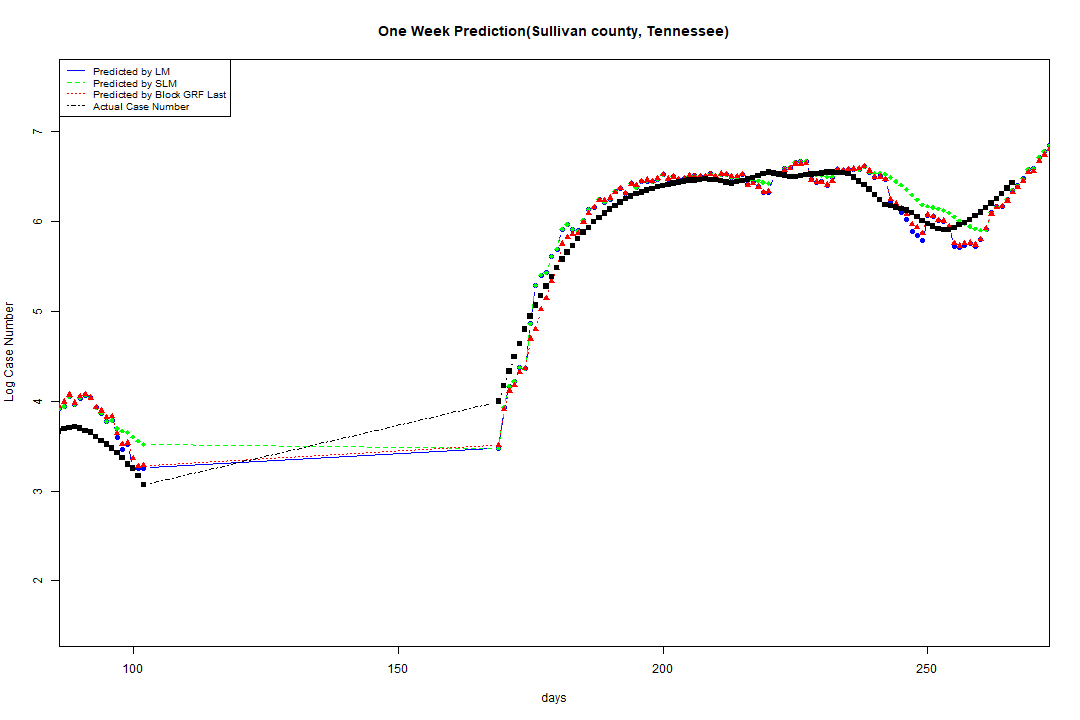 One Week Prediction(Sullivan county, Tennessee)
Predicted by LM
Predicted by SLM
Predicted by Block GRF Last
Actual Case Number
7
6
5
4
3
2
Log Case Number
100 150 200 250
days